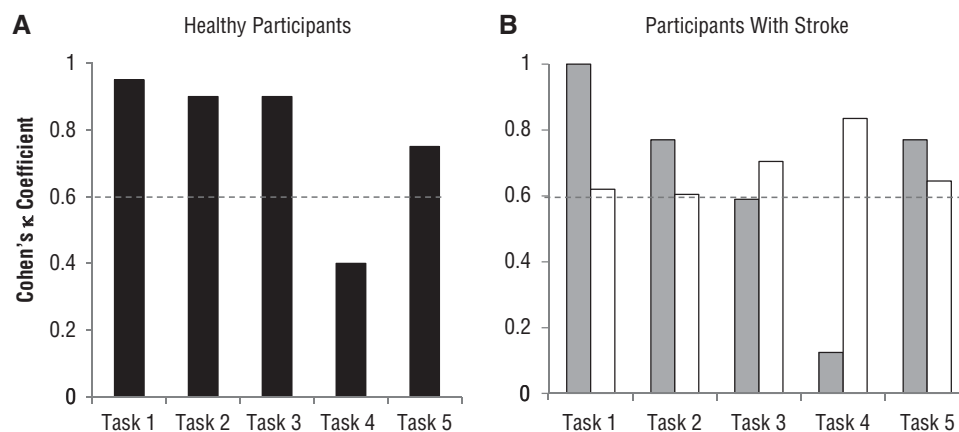 A Healthy Participants
Cohen's κ Coefficient
1
0.8
0.6
0.4
0.2
0
Task 1 Task 2 Task 3 Task 4 Task 5
B Participants With Stroke
1
0.8
0.6
0.4
0.2
0
Task 1 Task 2 Task 3 Task 4 Task 5